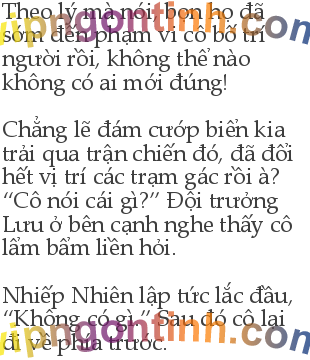 Theo lý mà nói, bọn họ đã
sớm đến phạm vi có bố trí
người rồi, không thể nào
không có ai mới đúng!
Chẳng lẽ đám cướp biển kia
trải qua trận chiến đó, đã đổi
hết vị trí các trạm gác rồi à?
“Cô nói cái gì?” Đội trưởng
Lưu ở bên cạnh nghe thấy cô
lẩm bẩm liền hỏi.
Nhiếp Nhiên lập tức lắc đầu,
“Không có gì.” Sau đó cô lại
đi về phía trước.
vipngontinh.com
vipngontinh.com